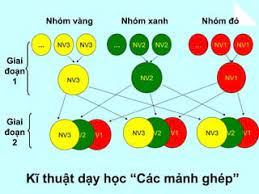 Nhóm vàng Nhóm xanh Nhóm đỏ
Giai đoạn 1
... NV3 NV3 ... NV2 NV2 ... NV1 NV1
NV3 NV2 NV1
Giai đoạn 2
NV3 V2 V1 NV3 V2 V1 NV3 V2 V1
Kĩ thuật dạy học “Các mảnh ghép”